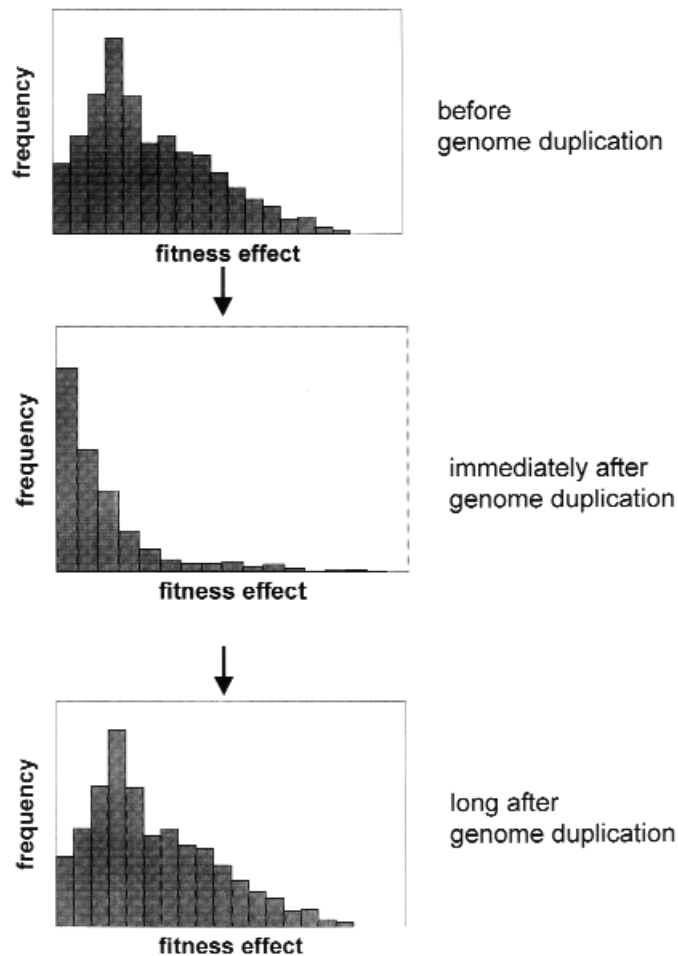 frequency
before
genome duplication
fitness effect
frequency
immediately after
genome duplication
fitness effect
frequency
long after
genome duplication
fitness effect